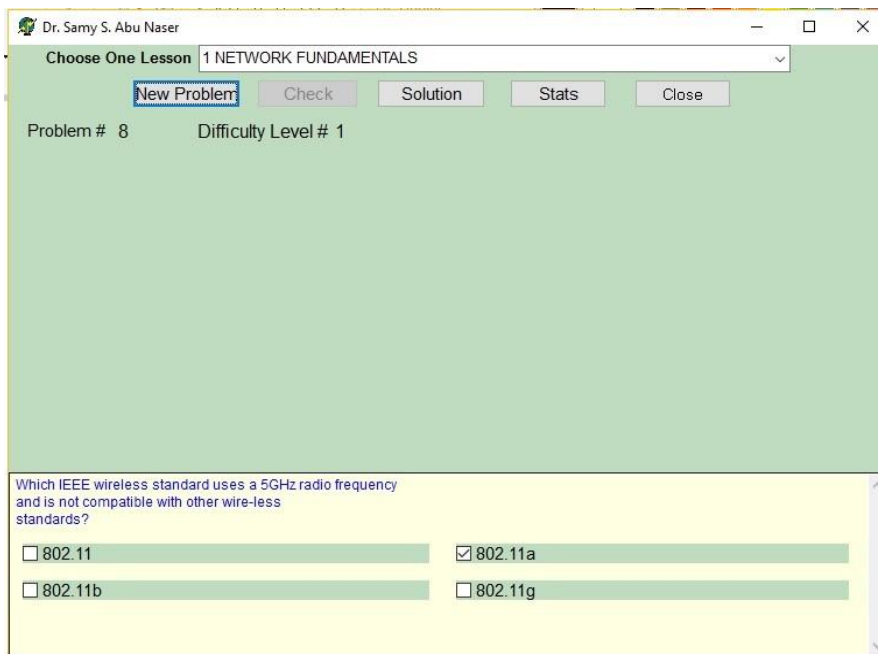 Dr. Samy S. Abu Naser
Choose One Lesson 1 NETWORK FUNDAMENTALS
New Problem Check Solution Stats Close
Problem # 8 Difficulty Level # 1
Which IEEE wireless standard uses a 5GHz radio frequency
and is not compatible with other wire-less
standards?
802.11 802.11a
802.11b 802.11g